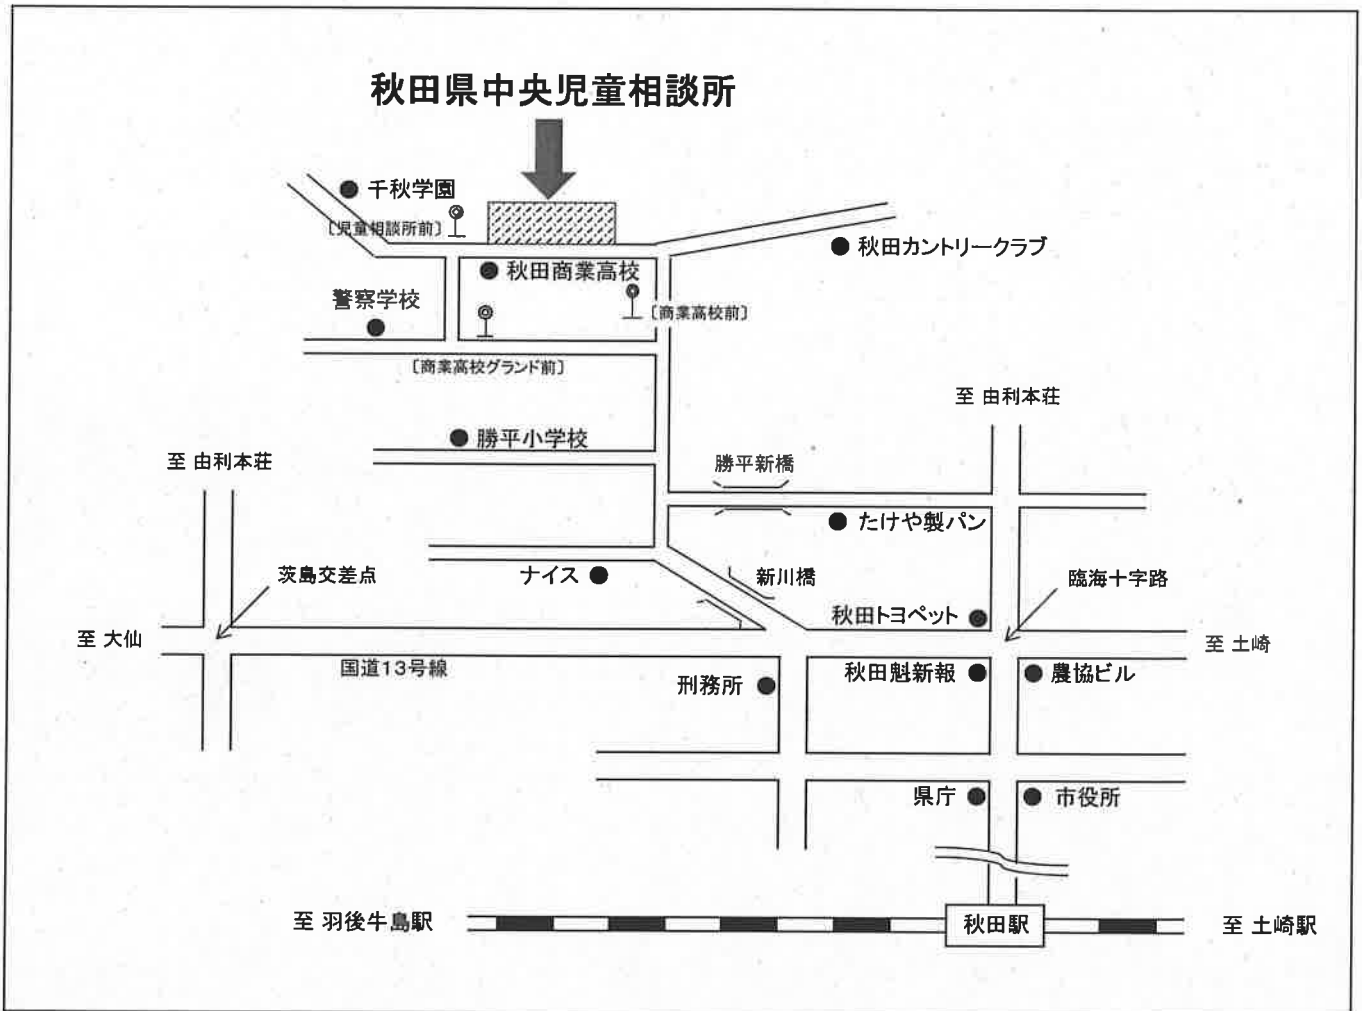 秋田県中央児童相談所
千秋学園
〔児童相談所前〕
秋田カントリークラブ
秋田商業高校
警察学校
〔商業高校前〕
〔商業高校グランド前〕
至 由利本荘
勝平小学校
至 由利本荘
勝平新橋
たけや製パン
茨島交差点
ナイス
新川橋
臨海十字路
秋田トヨペット
至 大仙
至 土崎
国道13号線
刑務所
秋田魁新報
農協ビル
県庁
市役所
至 羽後牛島駅
秋田駅
至 土崎駅